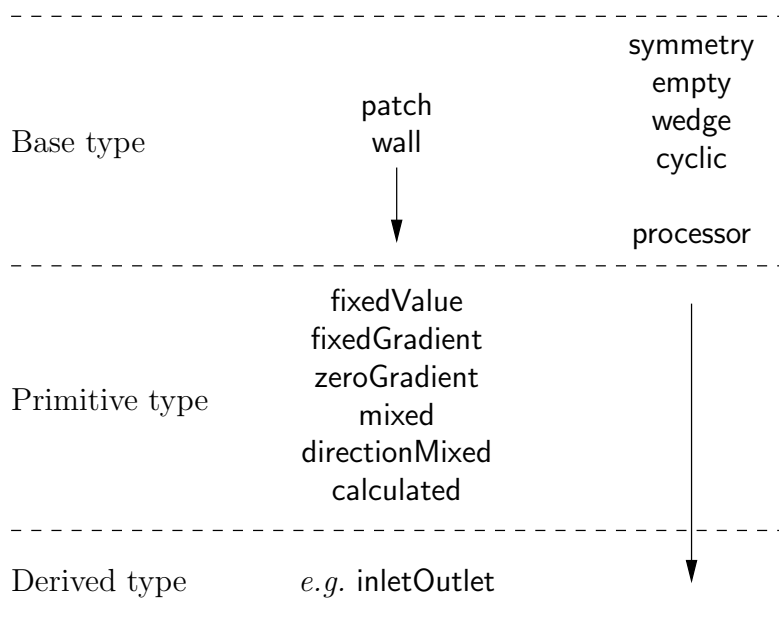 symmetry
empty
patch
wedge
Base type
wall
cyclic
processor
fixedValue
fixedGradient
zeroGradient
Primitive type
mixed
directionMixed
calculated
Derived type
e.g. inletOutlet